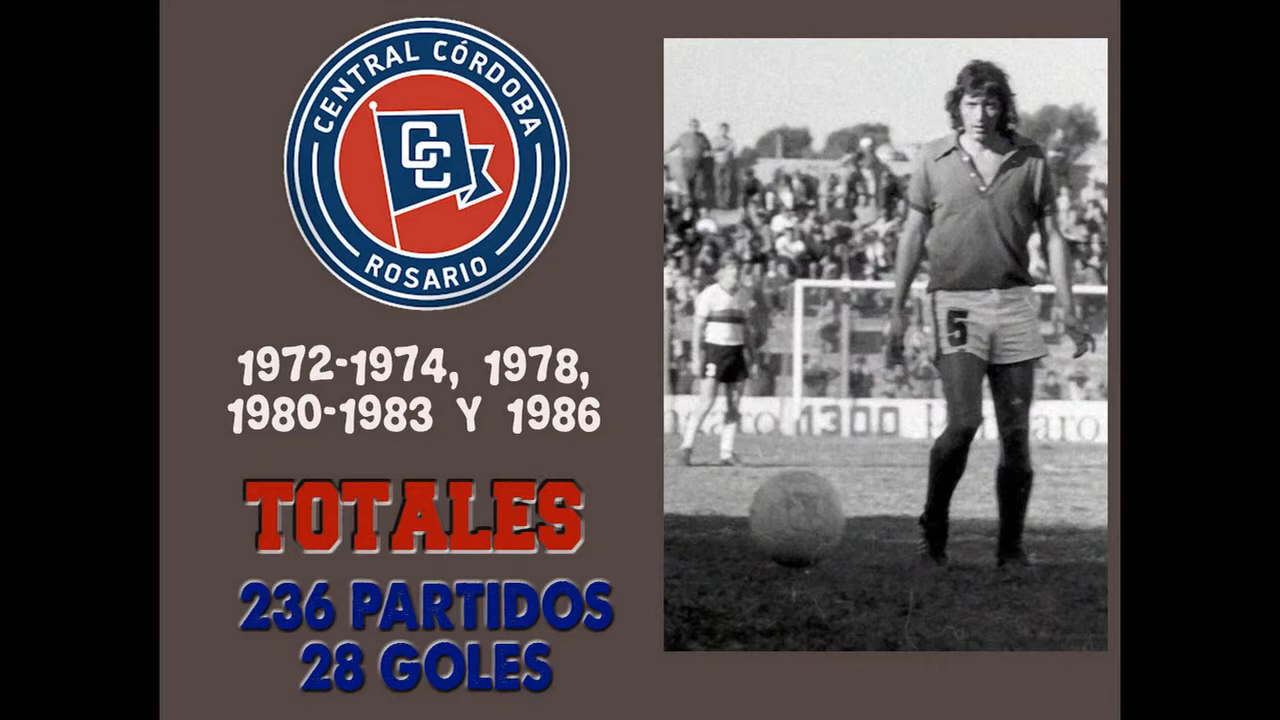 CENTRAL CÓRDOBA
CC
ROSARIO
1972-1974, 1978,
1980-1983 Y 1986
TOTALES
236 PARTIDOS
28 GOLES
5
1300